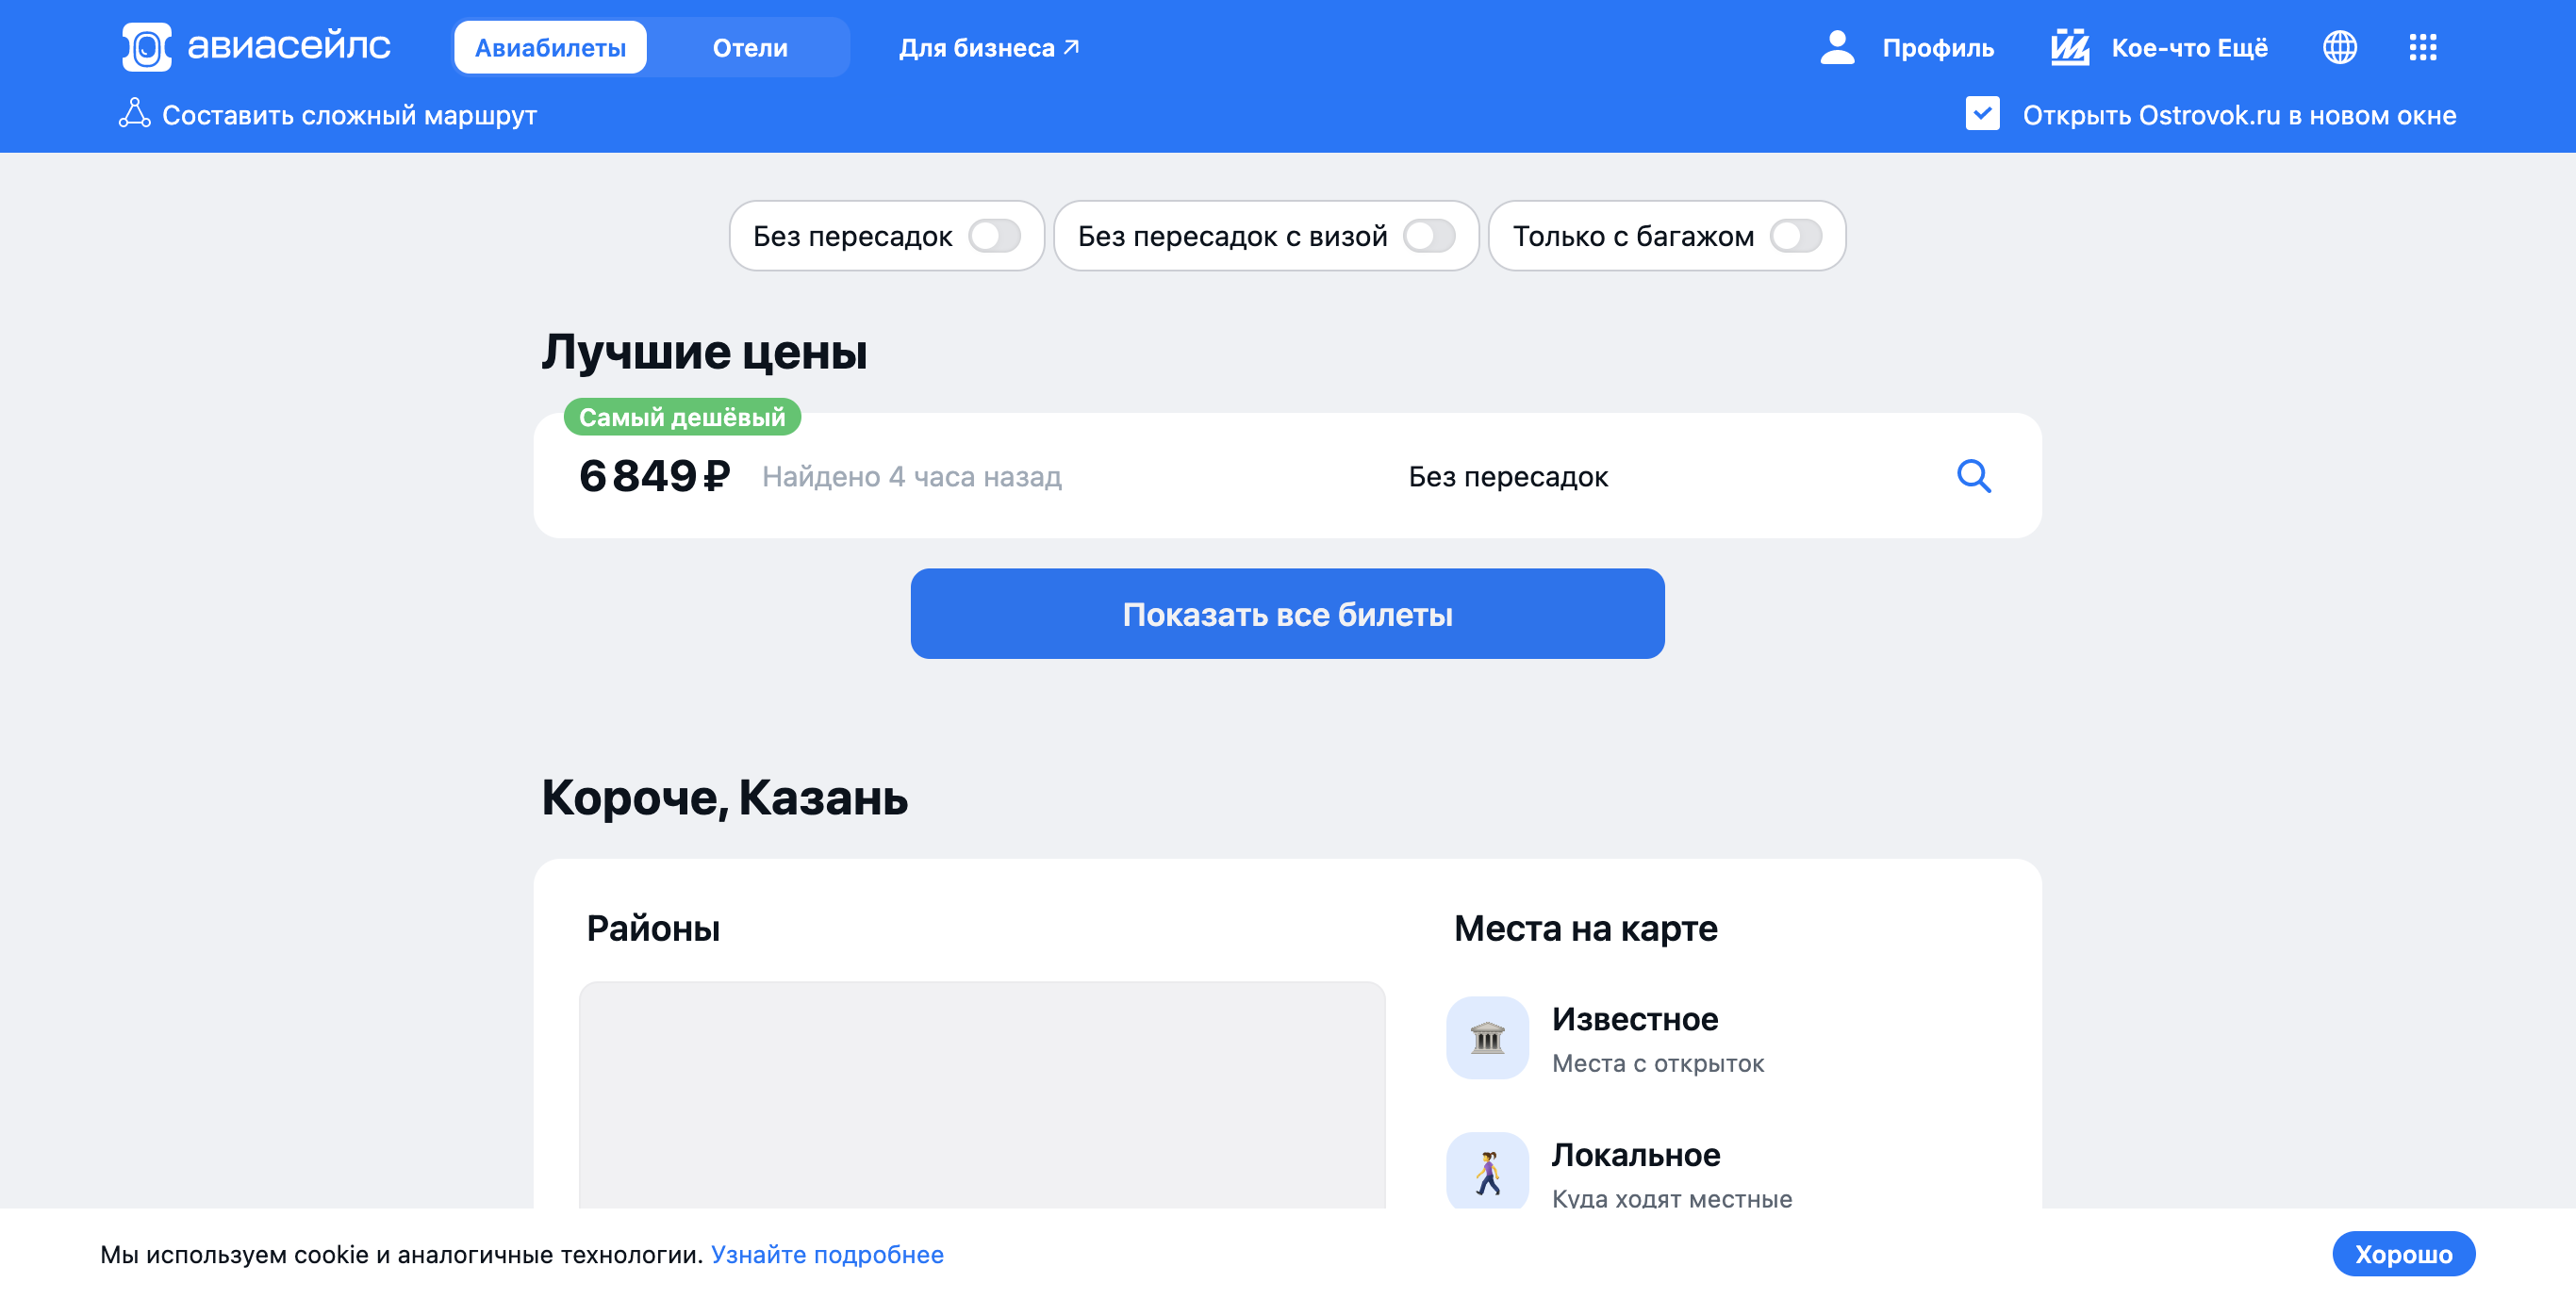 авиасейлс Авиабилеты Отели Для бизнеса Профиль Кое-что Ещё
Составить сложный маршрут Открыть Ostrovok.ru в новом окне
Без пересадок Без пересадок с визой Только с багажом
Лучшие цены
Самый дешёвый
6 849 ₽ Найдено 4 часа назад Без пересадок
Показать все билеты
Короче, Казань
Районы
Места на карте
Известное
Места с открыток
Локальное
Куда ходят местные
Мы используем cookie и аналогичные технологии. Узнайте подробнее Хорошо